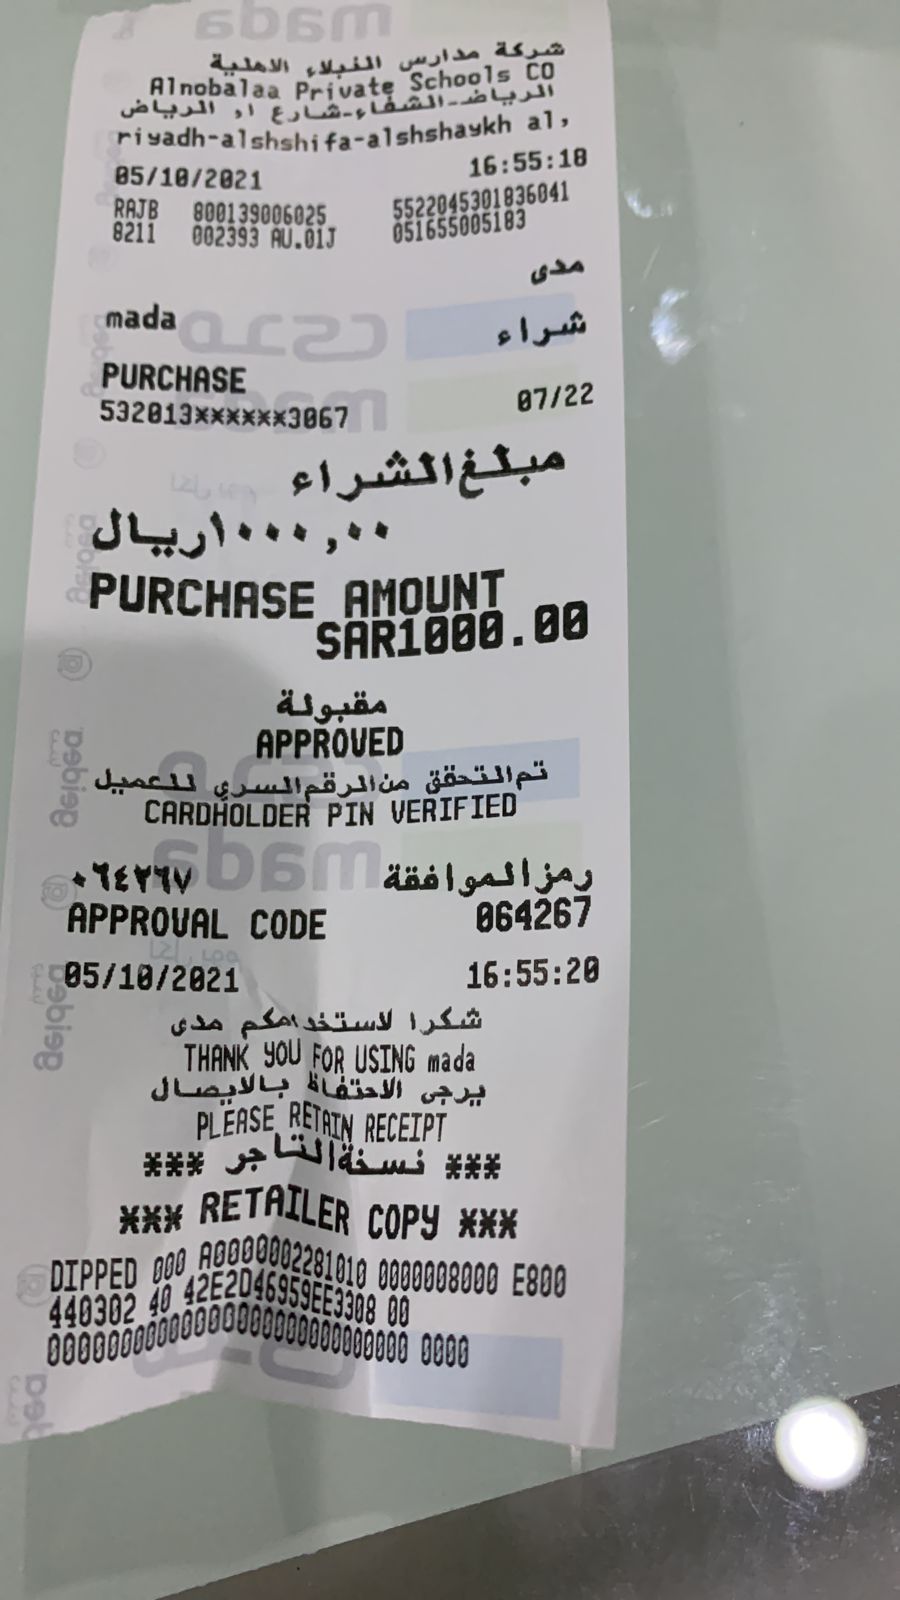 شركة مدارس النبلاء الاهلية
Alnobalaa Private Schools CO
الرياض-الشفاء-شارع ا، الرياض
riyadh-alshshifa-alshshaykh al,
05/10/2021 16:55:18
RAJB 800139006025 5522045301836041
8211 002393 AU.01J 051655005183
مدى
mada
شراء
PURCHASE
532013******3067 07/22
مبلغ الشراء
١٠٠٠,٠٠ ريال
PURCHASE AMOUNT
SAR1000.00
مقبولة
APPROVED
تم التحقق من الرقم السري للعميل
CARDHOLDER PIN VERIFIED
رمز الموافقة ٠٦٤٢٦٧
APPROVAL CODE 064267
05/10/2021 16:55:20
شكرا لاستخدامكم مدى
THANK YOU FOR USING mada
يرجى الاحتفاظ بالايصال
PLEASE RETAIN RECEIPT
*** نسخة التاجر ***
*** RETAILER COPY ***
DIPPED 000 A0000002281010 0000008000 E800
440302 40 42E2D46959EE3308 00